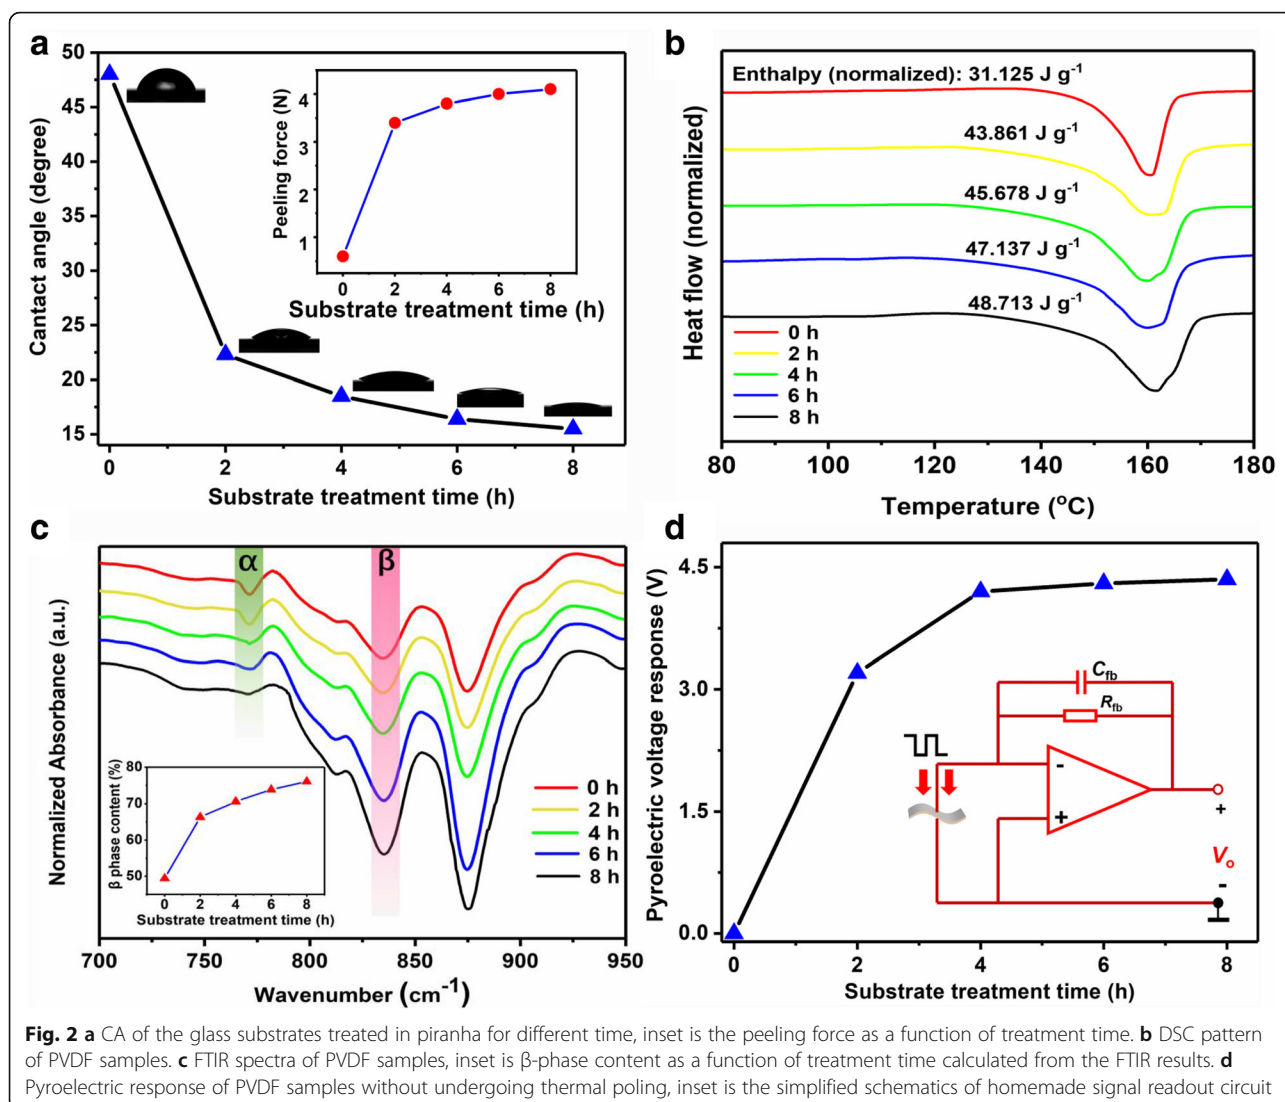 a
50
45
40
35
30
25
20
15
0 2 4 6 8
Cantact angle (degree)
Substrate treatment time (h)
4
3
4
2
1
0 2 4 6 8
Peeling force (N)
Substrate treatment time (h)
b
Enthalpy (normalized): 31.125 J g-1
43.861 J g-1
45.678 J g-1
47.137 J g-1
48.713 J g-1
0 h
2 h
4 h
6 h
8 h
80 100 120 140 160 180
Heat flow (normalized)
Temperature (oC)
c
α
β
0 h
2 h
4 h
6 h
8 h
700 750 800 850 900 950
Normalized Absorbance (a.u.)
Wavenumber (cm-1)
80
70
60
50
0 2 4 6 8
β phase content (%)
Substrate treatment time (h)
d
4.5
3.0
1.5
0.0
0 2 4 6 8
Pyroelectric voltage response (V)
Substrate treatment time (h)
Cfb
Rfb
-
+
+
Vo
-
Fig. 2 a CA of the glass substrates treated in piranha for different time, inset is the peeling force as a function of treatment time. b DSC pattern
of PVDF samples. c FTIR spectra of PVDF samples, inset is β-phase content as a function of treatment time calculated from the FTIR results. d
Pyroelectric response of PVDF samples without undergoing thermal poling, inset is the simplified schematics of homemade signal readout circuit